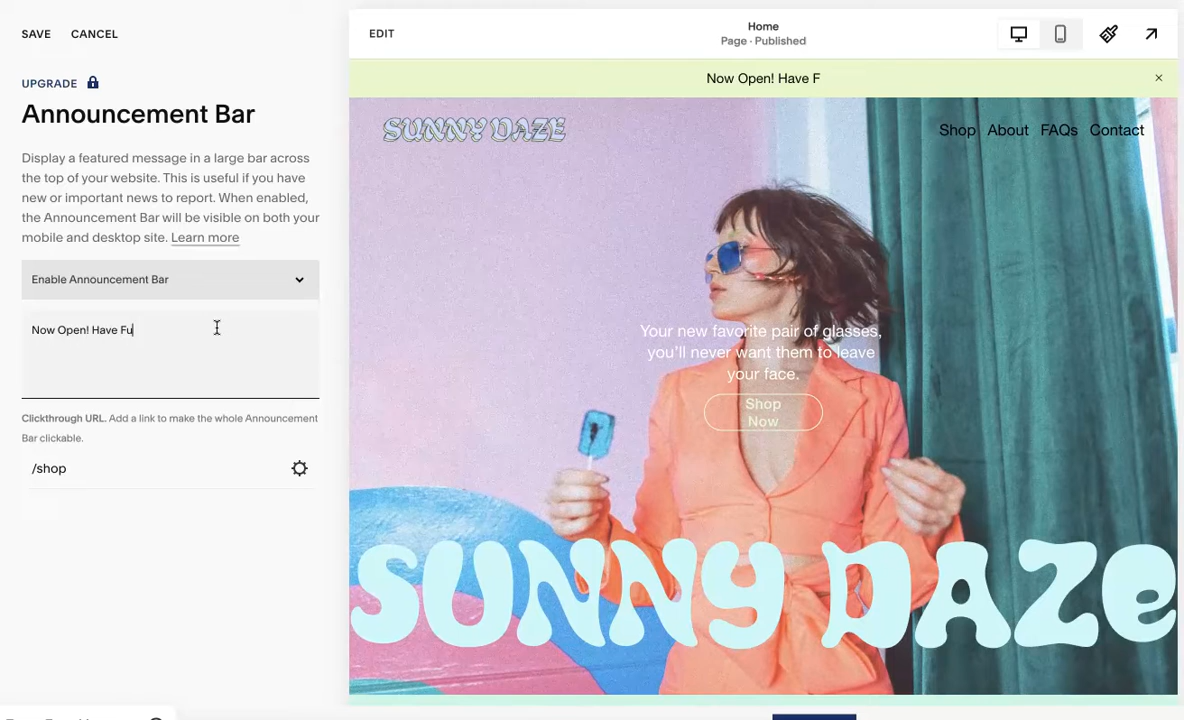 SAVE CANCEL
UPGRADE
Announcement Bar
Display a featured message in a large bar across
the top of your website. This is useful if you have
new or important news to report. When enabled,
the Announcement Bar will be visible on both your
mobile and desktop site. Learn more
Enable Announcement Bar
Now Open! Have Fu
Clickthrough URL. Add a link to make the whole Announcement
Bar clickable.
/shop
EDIT
Home
Page · Published
Now Open! Have F
SUNNY DAZE
Shop About FAQs Contact
Your new favorite pair of glasses,
you'll never want them to leave
your face.
Shop
Now
SUNNY DAZe